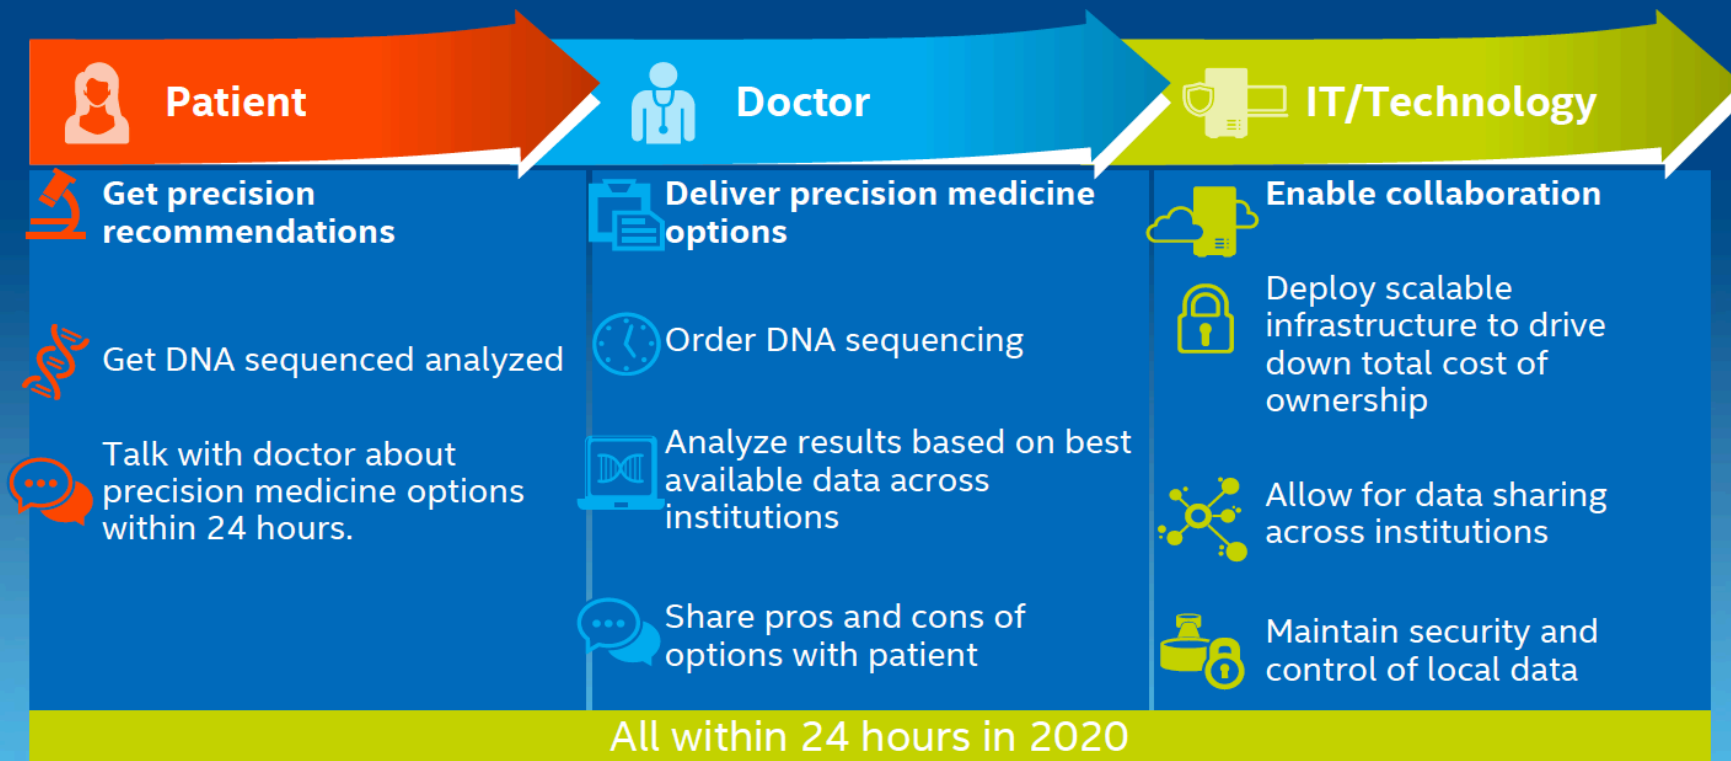 Patient
Doctor
IT/Technology
Get precision
recommendations
Get DNA sequenced analyzed
Talk with doctor about
precision medicine options
within 24 hours.
Deliver precision medicine
options
Order DNA sequencing
Analyze results based on best
available data across
institutions
Share pros and cons of
options with patient
Enable collaboration
Deploy scalable
infrastructure to drive
down total cost of
ownership
Allow for data sharing
across institutions
Maintain security and
control of local data
All within 24 hours in 2020